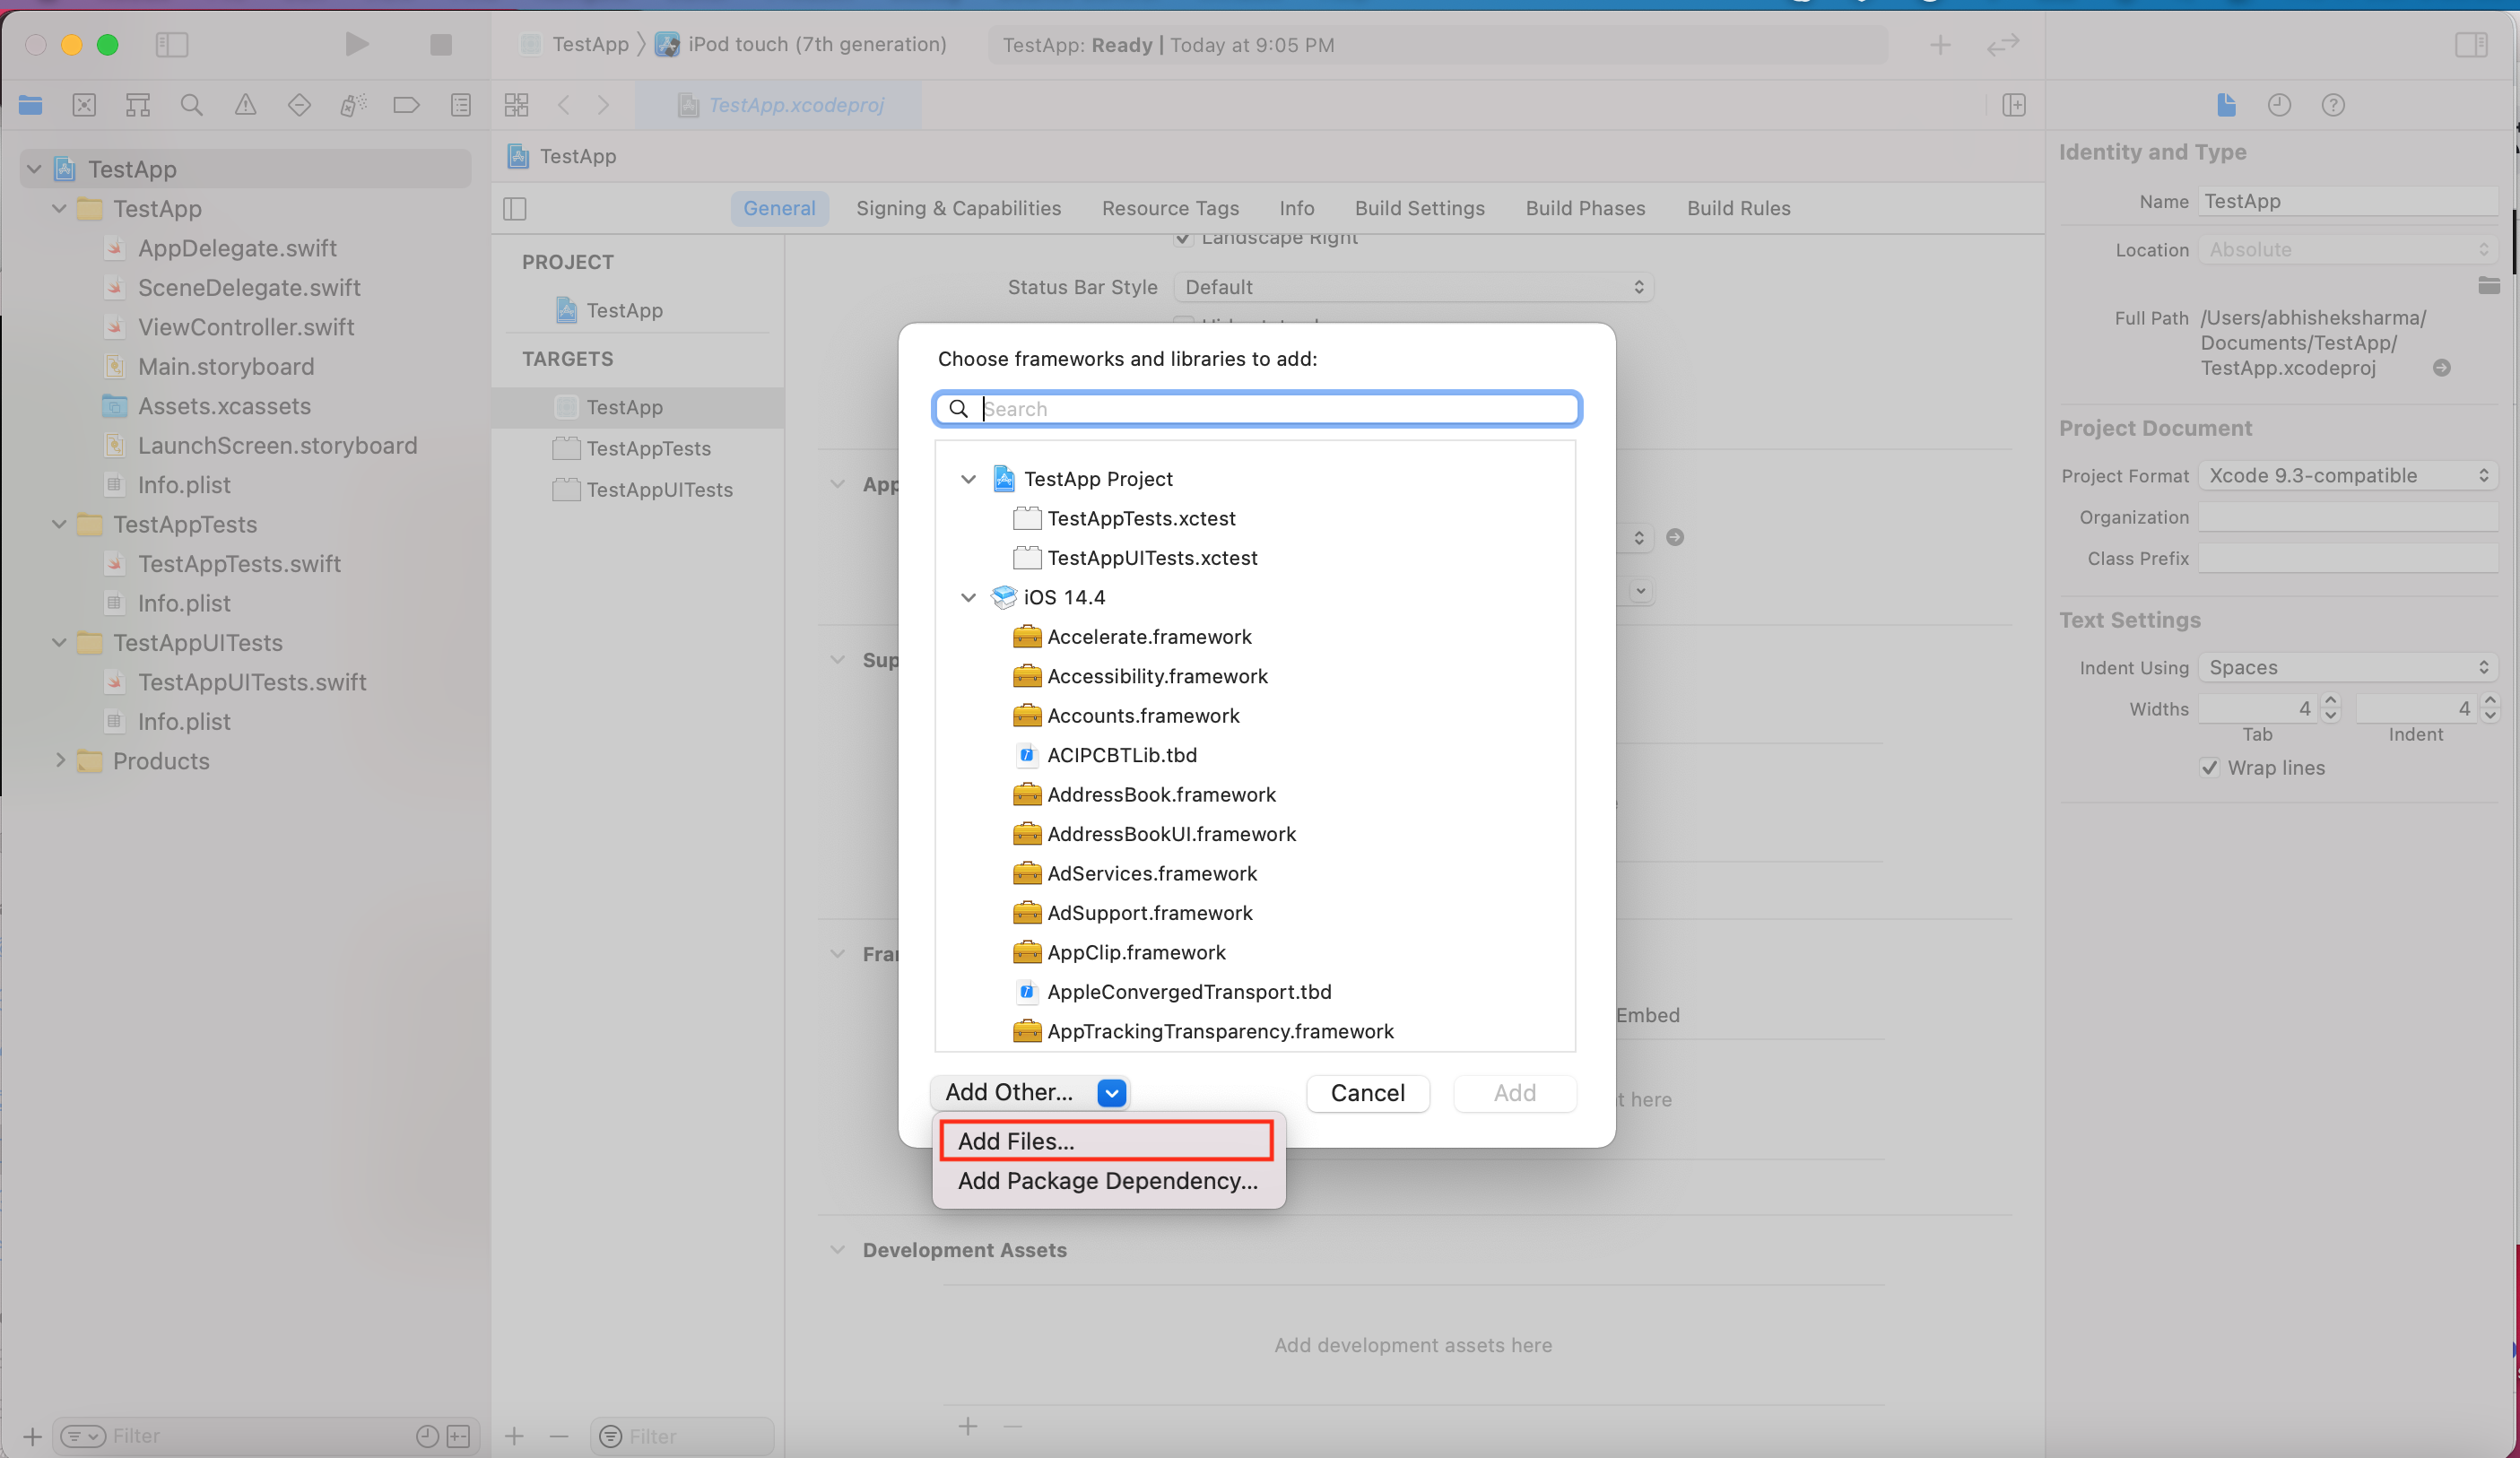 TestApp
iPod touch (7th generation)
TestApp: Ready | Today at 9:05 PM
TestApp.xcodeproj
TestApp
TestApp
AppDelegate.swift
SceneDelegate.swift
ViewController.swift
Main.storyboard
Assets.xcassets
LaunchScreen.storyboard
Info.plist
TestAppTests
TestAppTests.swift
Info.plist
TestAppUITests
TestAppUITests.swift
Info.plist
Products
Filter
TestApp
General
Signing & Capabilities
Resource Tags
Info
Build Settings
Build Phases
Build Rules
PROJECT
TestApp
TARGETS
TestApp
TestAppTests
TestAppUITests
Filter
Landscape Right
Status Bar Style
Default
App
Sup
Fra
Embed
t here
Development Assets
Add development assets here
Choose frameworks and libraries to add:
Search
TestApp Project
TestAppTests.xctest
TestAppUITests.xctest
iOS 14.4
Accelerate.framework
Accessibility.framework
Accounts.framework
ACIPCBTLib.tbd
AddressBook.framework
AddressBookUI.framework
AdServices.framework
AdSupport.framework
AppClip.framework
AppleConvergedTransport.tbd
AppTrackingTransparency.framework
Add Other...
Cancel
Add
Add Files...
Add Package Dependency...
Identity and Type
Name
TestApp
Location
Absolute
Full Path
/Users/abhisheksharma/
Documents/TestApp/
TestApp.xcodeproj
Project Document
Project Format
Xcode 9.3-compatible
Organization
Class Prefix
Text Settings
Indent Using
Spaces
Widths
4
4
Tab
Indent
Wrap lines